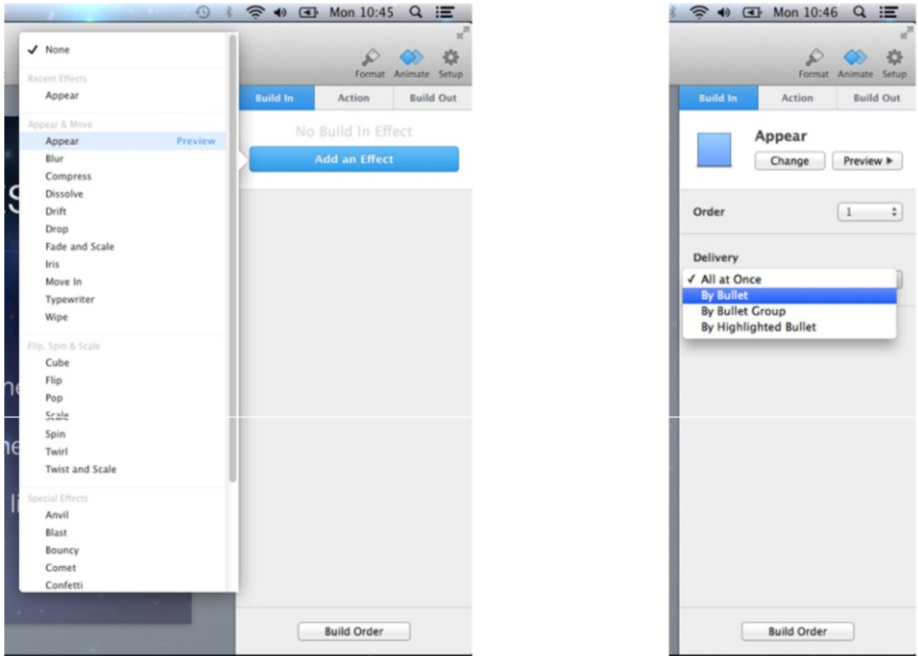 Mon 10:45
None
Recent Effects
Appear
Appear & Move
Appear Preview
Blur
Compress
Dissolve
Drift
Drop
Fade and Scale
Iris
Move In
Typewriter
Wipe
Flip, Spin & Scale
Cube
Flip
Pop
Scale
Spin
Twirl
Twist and Scale
Special Effects
Anvil
Blast
Bouncy
Comet
Confetti
Format Animate Setup
Build In Action Build Out
No Build In Effect
Add an Effect
Build Order
Mon 10:46
Format Animate Setup
Build In Action Build Out
Appear
Change Preview
Order 1
Delivery
All at Once
By Bullet
By Bullet Group
By Highlighted Bullet
Build Order